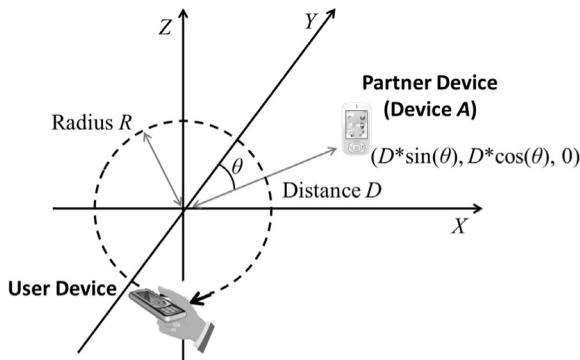 Z
Y
Partner Device
(Device A)
Radius R
θ
(D*sin(θ), D*cos(θ), 0)
Distance D
X
User Device